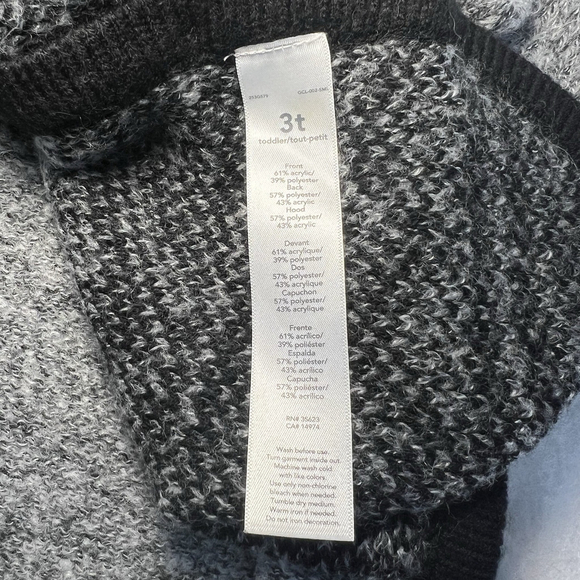 3t
toddler/tout-petit
Front
61% acrylic/
39% polyester
Back
57% polyester/
43% acrylic
Hood
57% polyester/
43% acrylic
Devant
61% acrylique/
39% polyester
Dos
57% polyester/
43% acrylique
Capuchon
57% polyester/
43% acrylique
Frente
61% acrílico/
39% poliéster
Espalda
57% poliéster/
43% acrílico
Capucha
57% poliéster/
43% acrílico
RN# 35623
CA# 14974
Wash before use.
Turn garment inside out.
Machine wash cold
with like colors.
Use only non-chlorine
bleach when needed.
Tumble dry medium.
Warm iron if needed.
Do not iron decoration.